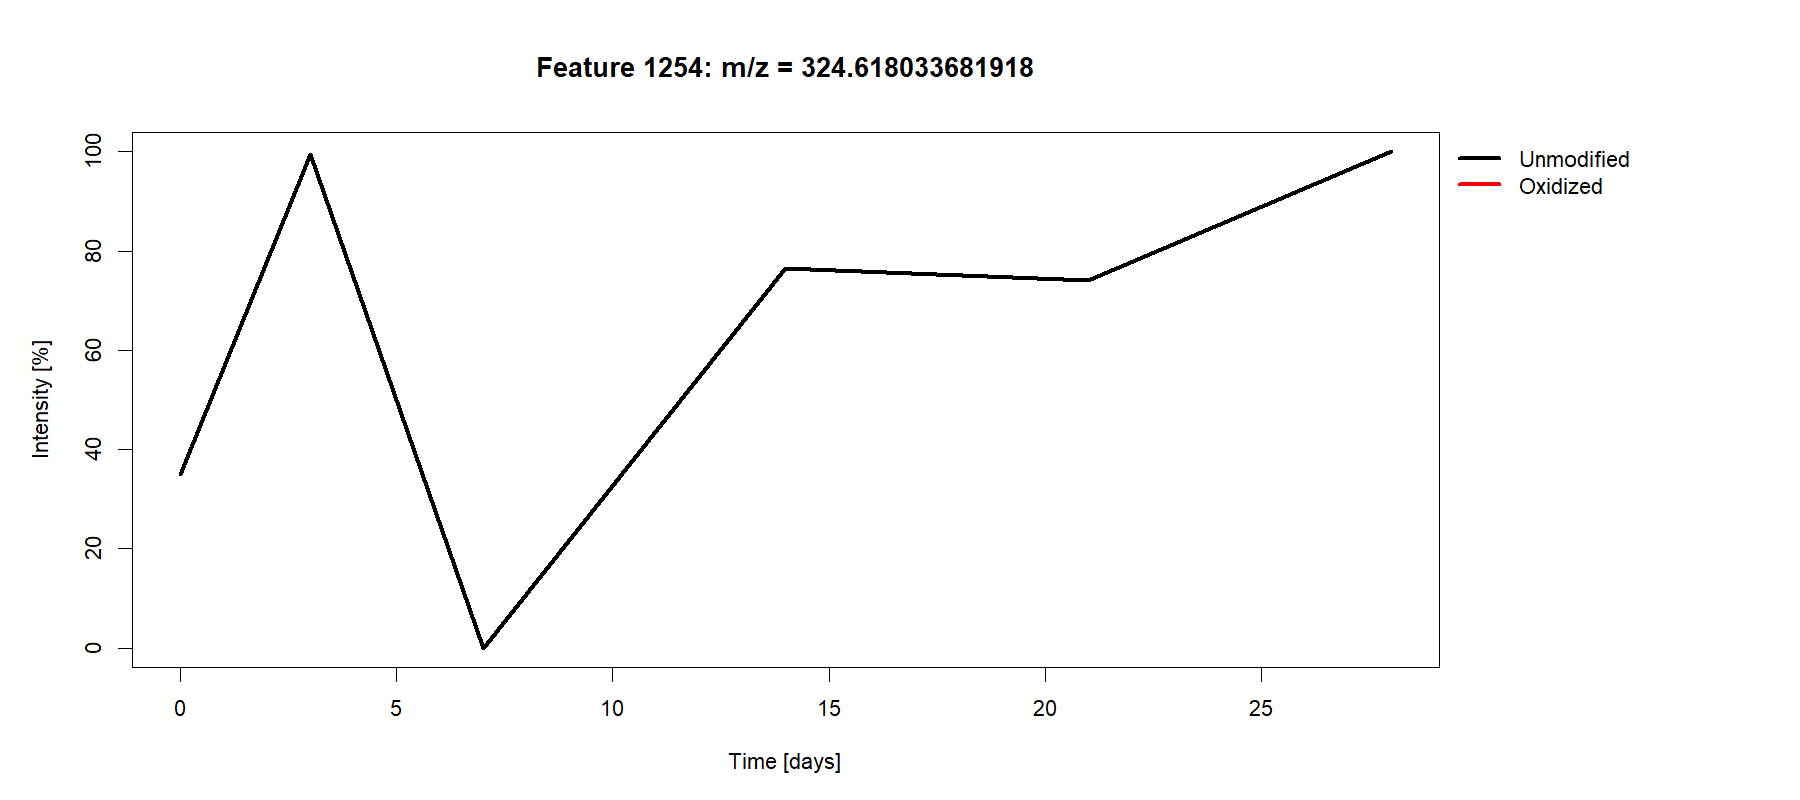 Feature 1254: m/z = 324.618033681918
Unmodified
Oxidized
Intensity [%]
100
80
60
40
20
0
0 5 10 15 20 25
Time [days]